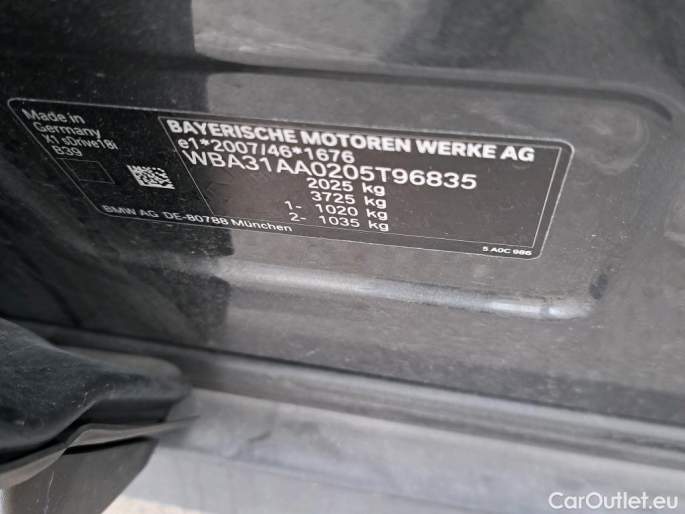 Made in
Germany
X1 sDrive18i
B39
BAYERISCHE MOTOREN WERKE AG
e1*2007/46*1676
WBA31AA0205T96835
2025 kg
3725 kg
1- 1020 kg
2- 1035 kg
BMW AG DE-80788 München
5 A0C 986
CarOutlet.eu